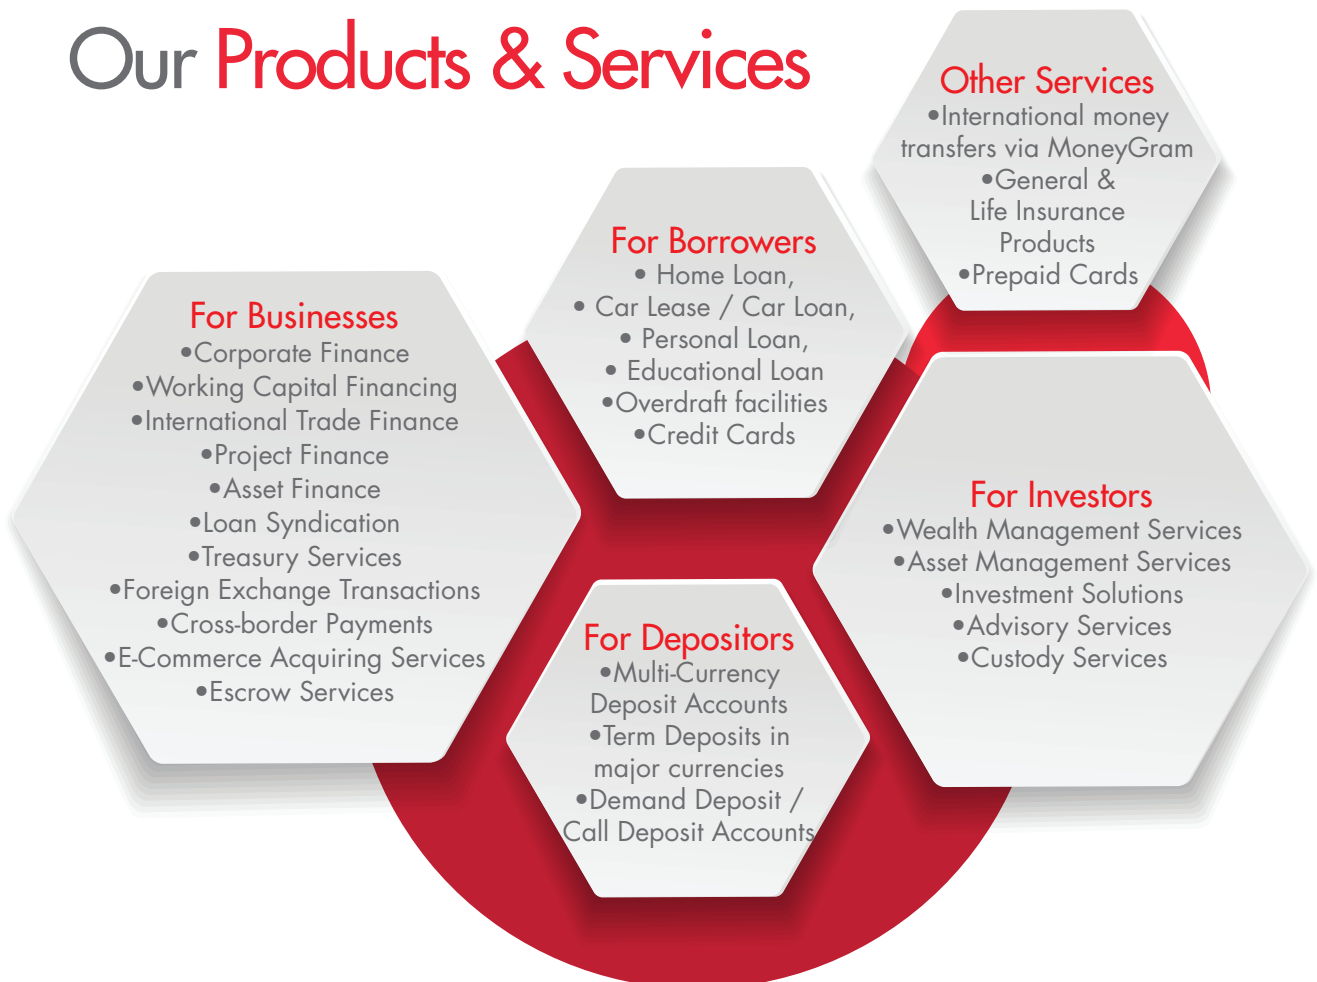 Our Products & Services
Other Services
•International money
transfers via MoneyGram
•General &
Life Insurance
Products
•Prepaid Cards
For Borrowers
• Home Loan,
• Car Lease / Car Loan,
• Personal Loan,
• Educational Loan
•Overdraft facilities
•Credit Cards
For Businesses
•Corporate Finance
•Working Capital Financing
•International Trade Finance
•Project Finance
•Asset Finance
•Loan Syndication
•Treasury Services
•Foreign Exchange Transactions
•Cross-border Payments
•E-Commerce Acquiring Services
•Escrow Services
For Investors
•Wealth Management Services
•Asset Management Services
•Investment Solutions
•Advisory Services
•Custody Services
For Depositors
•Multi-Currency
Deposit Accounts
•Term Deposits in
major currencies
•Demand Deposit /
Call Deposit Accounts